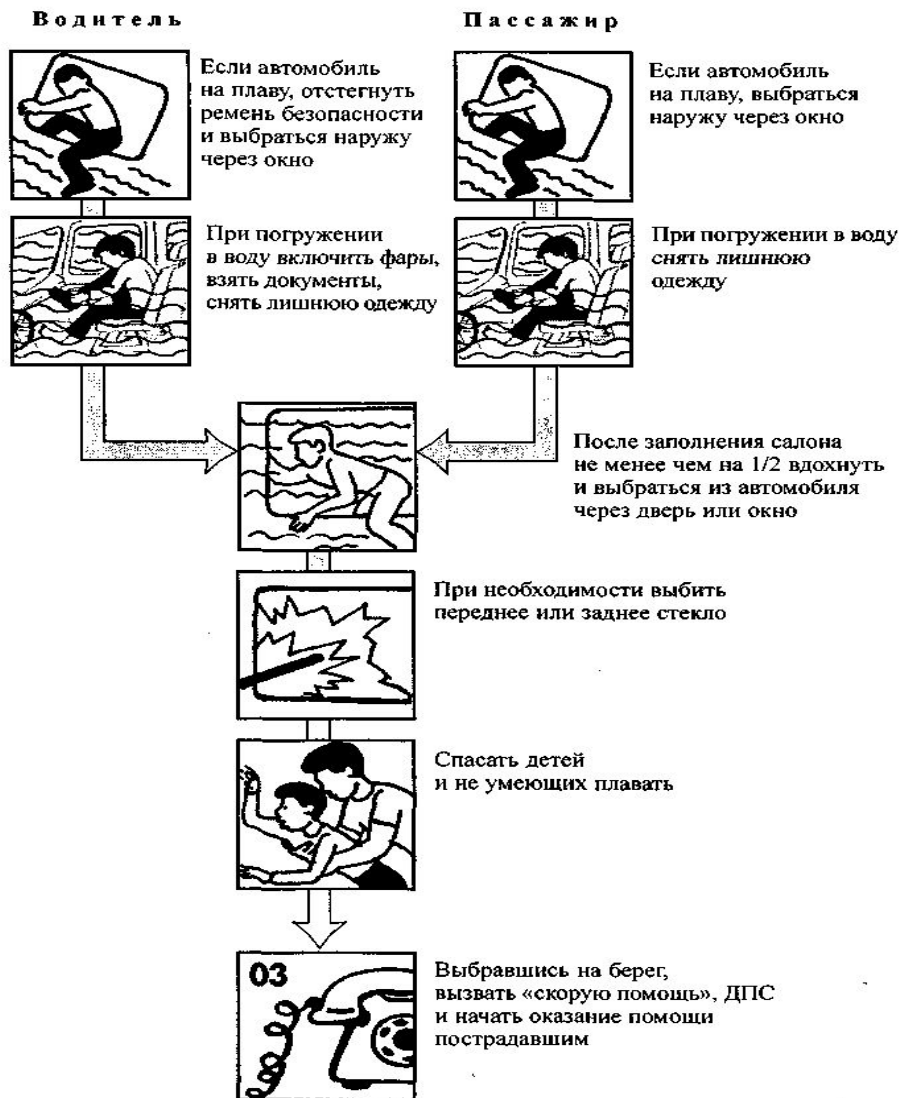 Водитель
Пассажир
Если автомобиль
на плаву, отстегнуть
ремень безопасности
и выбраться наружу
через окно
Если автомобиль
на плаву, выбраться
наружу через окно
При погружении
в воду включить фары,
взять документы,
снять лишнюю одежду
При погружении в воду
снять лишнюю
одежду
После заполнения салона
не менее чем на 1/2 вдохнуть
и выбраться из автомобиля
через дверь или окно
При необходимости выбить
переднее или заднее стекло
Спасать детей
и не умеющих плавать
03
Выбравшись на берег,
вызвать «скорую помощь», ДПС
и начать оказание помощи
пострадавшим